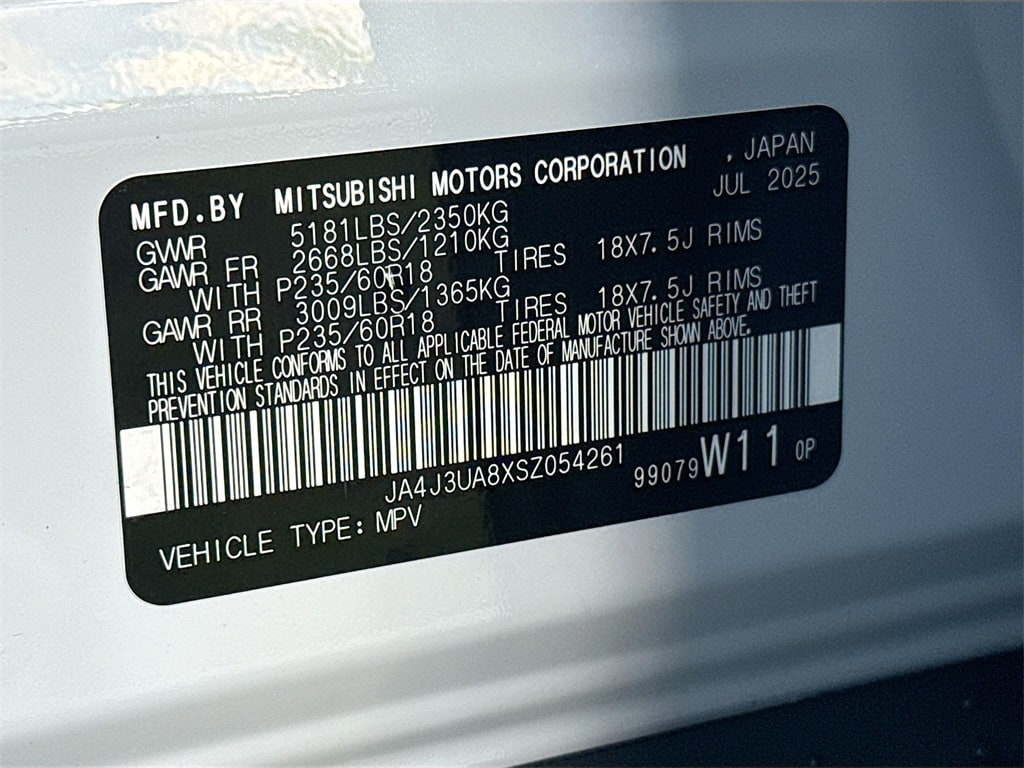 MFD.BY MITSUBISHI MOTORS CORPORATION , JAPAN
JUL 2025
GVWR 5181LBS/2350KG
GAWR FR 2668LBS/1210KG
WITH P235/60R18 TIRES 18X7.5J RIMS
GAWR RR 3009LBS/1365KG
WITH P235/60R18 TIRES 18X7.5J RIMS
THIS VEHICLE CONFORMS TO ALL APPLICABLE FEDERAL MOTOR VEHICLE SAFETY AND THEFT
PREVENTION STANDARDS IN EFFECT ON THE DATE OF MANUFACTURE SHOWN ABOVE.
JA4J3UA8XSZ054261 99079 W11 0P
VEHICLE TYPE: MPV